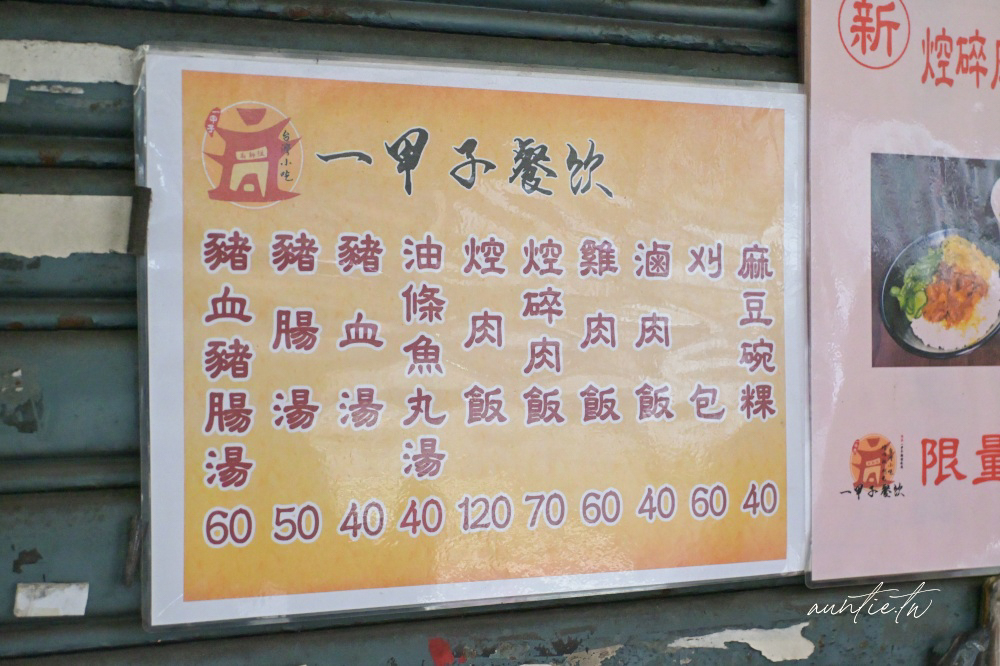 一甲子
台灣小吃
一甲子餐飲
麻豆碗粿 40
刈包 60
滷肉飯 40
雞肉飯 60
焢碎肉飯 70
焢肉飯 120
油條魚丸湯 40
豬血湯 40
豬腸湯 50
豬血豬腸湯 60
新
焢碎
一甲子餐飲
限量
auntie.tw